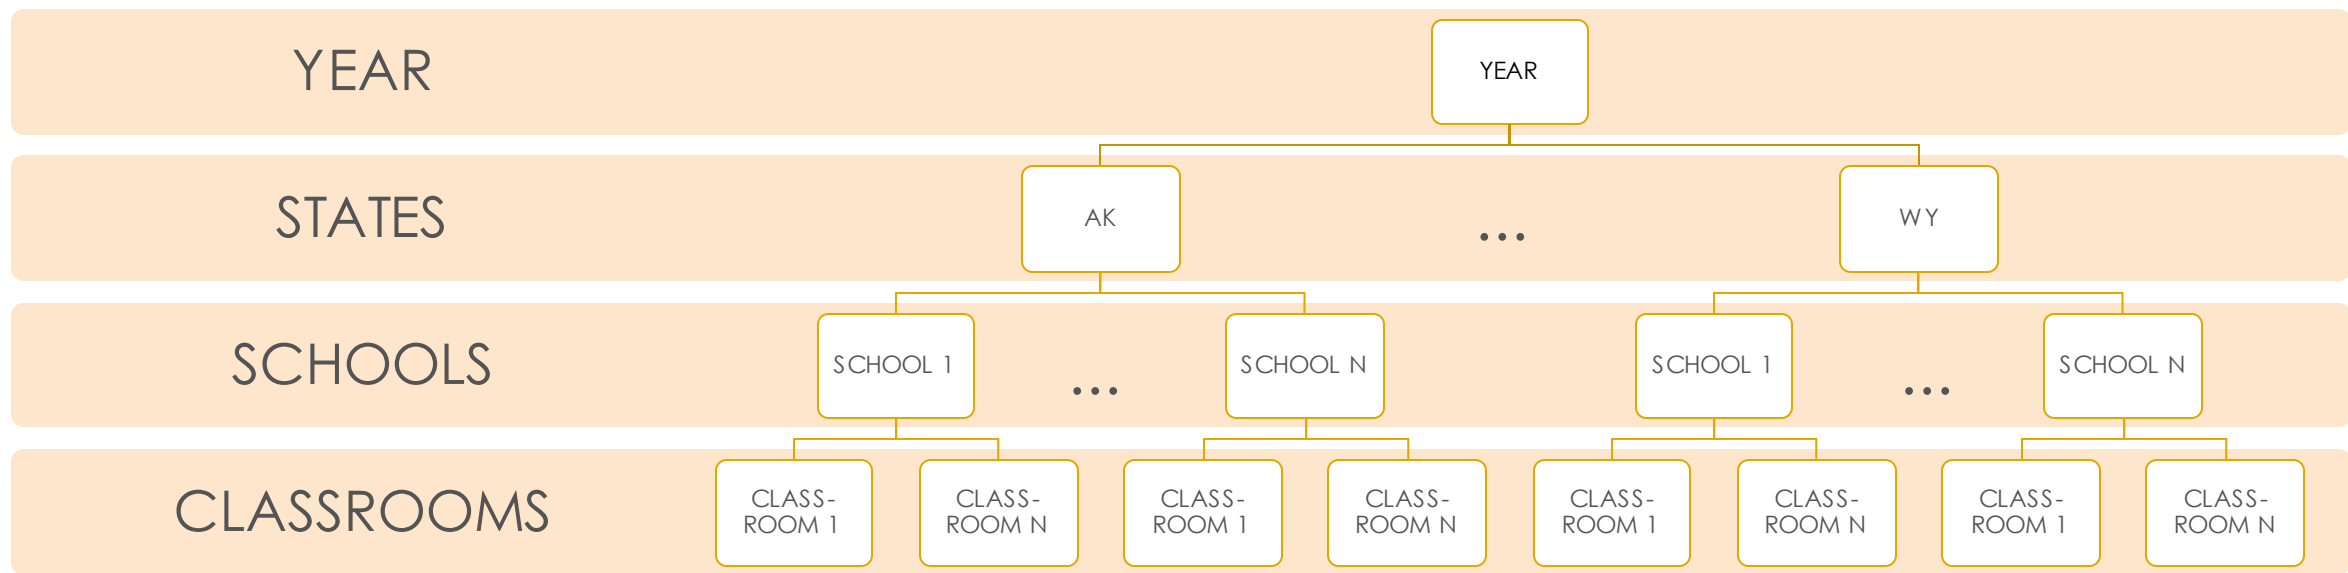 YEAR
YEAR
STATES
AK
...
WY
SCHOOLS
SCHOOL 1
...
SCHOOL N
SCHOOL 1
...
SCHOOL N
CLASSROOMS
CLASS-
ROOM 1
CLASS-
ROOM N
CLASS-
ROOM 1
CLASS-
ROOM N
CLASS-
ROOM 1
CLASS-
ROOM N
CLASS-
ROOM 1
CLASS-
ROOM N